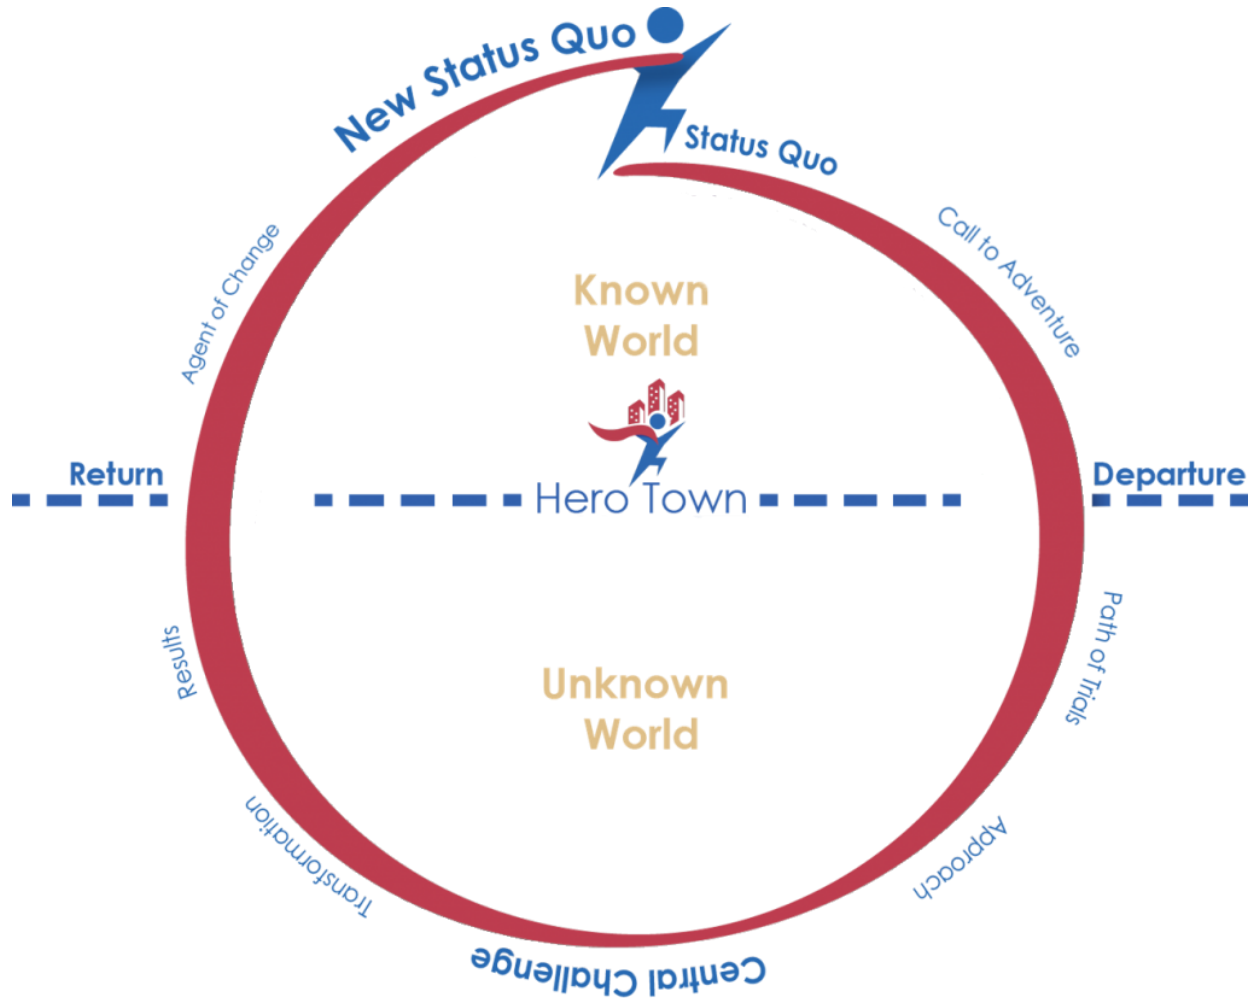 New Status Quo
Status Quo
Call to Adventure
Agent of Change
Known
World
Return
Departure
Hero Town
Path of Trials
Results
Unknown
World
Approach
Transformation
Central Challenge